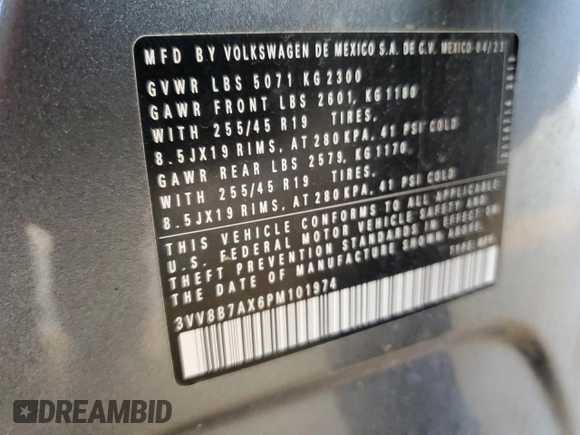 MFD BY VOLKSWAGEN DE MEXICO S.A. DE C.V. MEXICO 04/23
GVWR LBS 5071 KG 2300
GAWR FRONT LBS 2601, KG 1180
WITH 255/45 R19 TIRES,
8.5JX19 RIMS, AT 280 KPA, 41 PSI COLD
GAWR REAR LBS 2579, KG 1170,
WITH 255/45 R19 TIRES,
8.5JX19 RIMS, AT 280 KPA, 41 PSI COLD
THIS VEHICLE CONFORMS TO ALL APPLICABLE
U.S. FEDERAL MOTOR VEHICLE SAFETY AND
THEFT PREVENTION STANDARDS IN EFFECT ON
THE DATE OF MANUFACTURE SHOWN ABOVE.
TYPE: MPV
3VV8B7AX6PM101974
DREAMBID